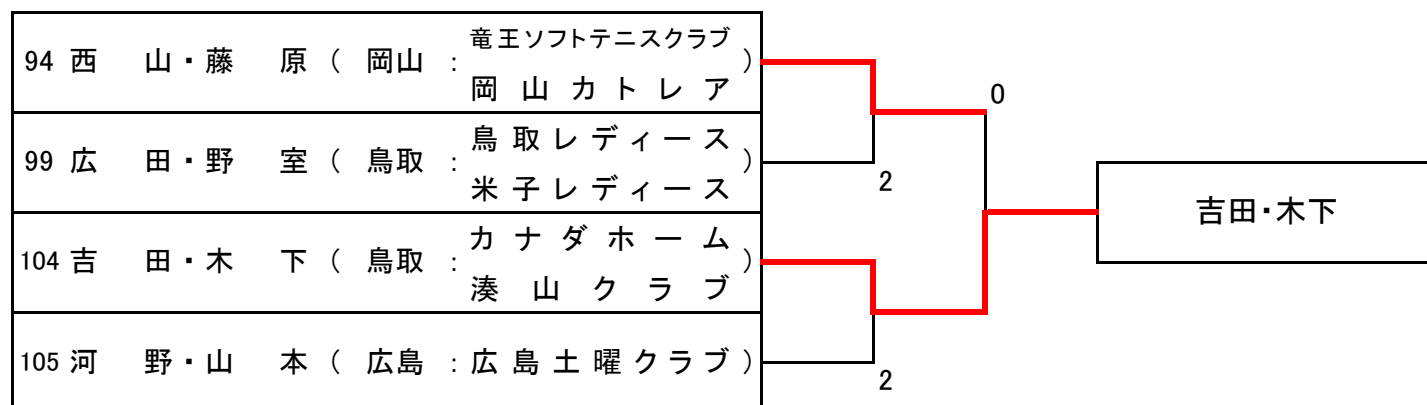 94 西 山・藤 原 ( 岡山 : 竜王ソフトテニスクラブ
岡山カトレア )
0
99 広 田・野 室 ( 鳥取 : 鳥取レディース
米子レディース )
2
吉田・木下
104 吉 田・木 下 ( 鳥取 : カナダホーム
湊山クラブ )
105 河 野・山 本 ( 広島 : 広島土曜クラブ )
2